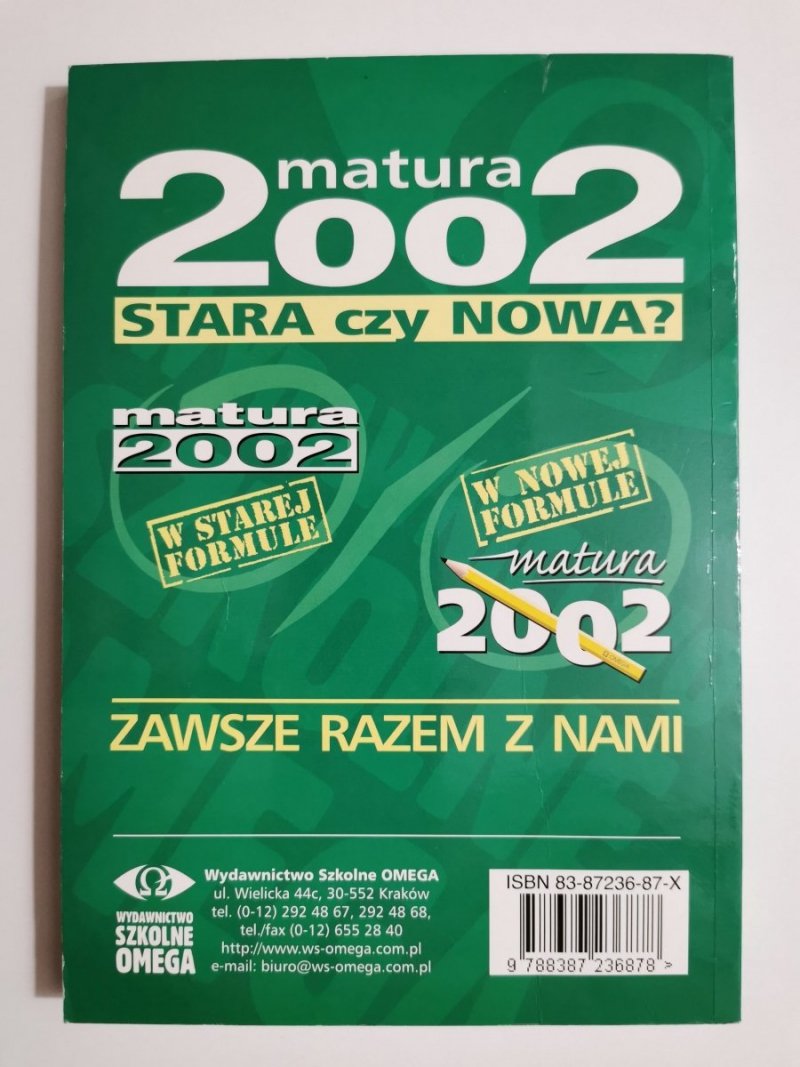 matura
2002
STARA czy NOWA?
matura
2002
W STAREJ
FORMULE
W NOWEJ
FORMULE
matura
2002
OMEGA
ZAWSZE RAZEM Z NAMI
WYDAWNICTWO
SZKOLNE
OMEGA
Wydawnictwo Szkolne OMEGA
ul. Wielicka 44c, 30-552 Kraków
tel. (0-12) 292 48 67, 292 48 68,
tel./fax (0-12) 655 28 40
http://www.ws-omega.com.pl
e-mail: biuro@ws-omega.com.pl
ISBN 83-87236-87-X
9 788387 236878 A